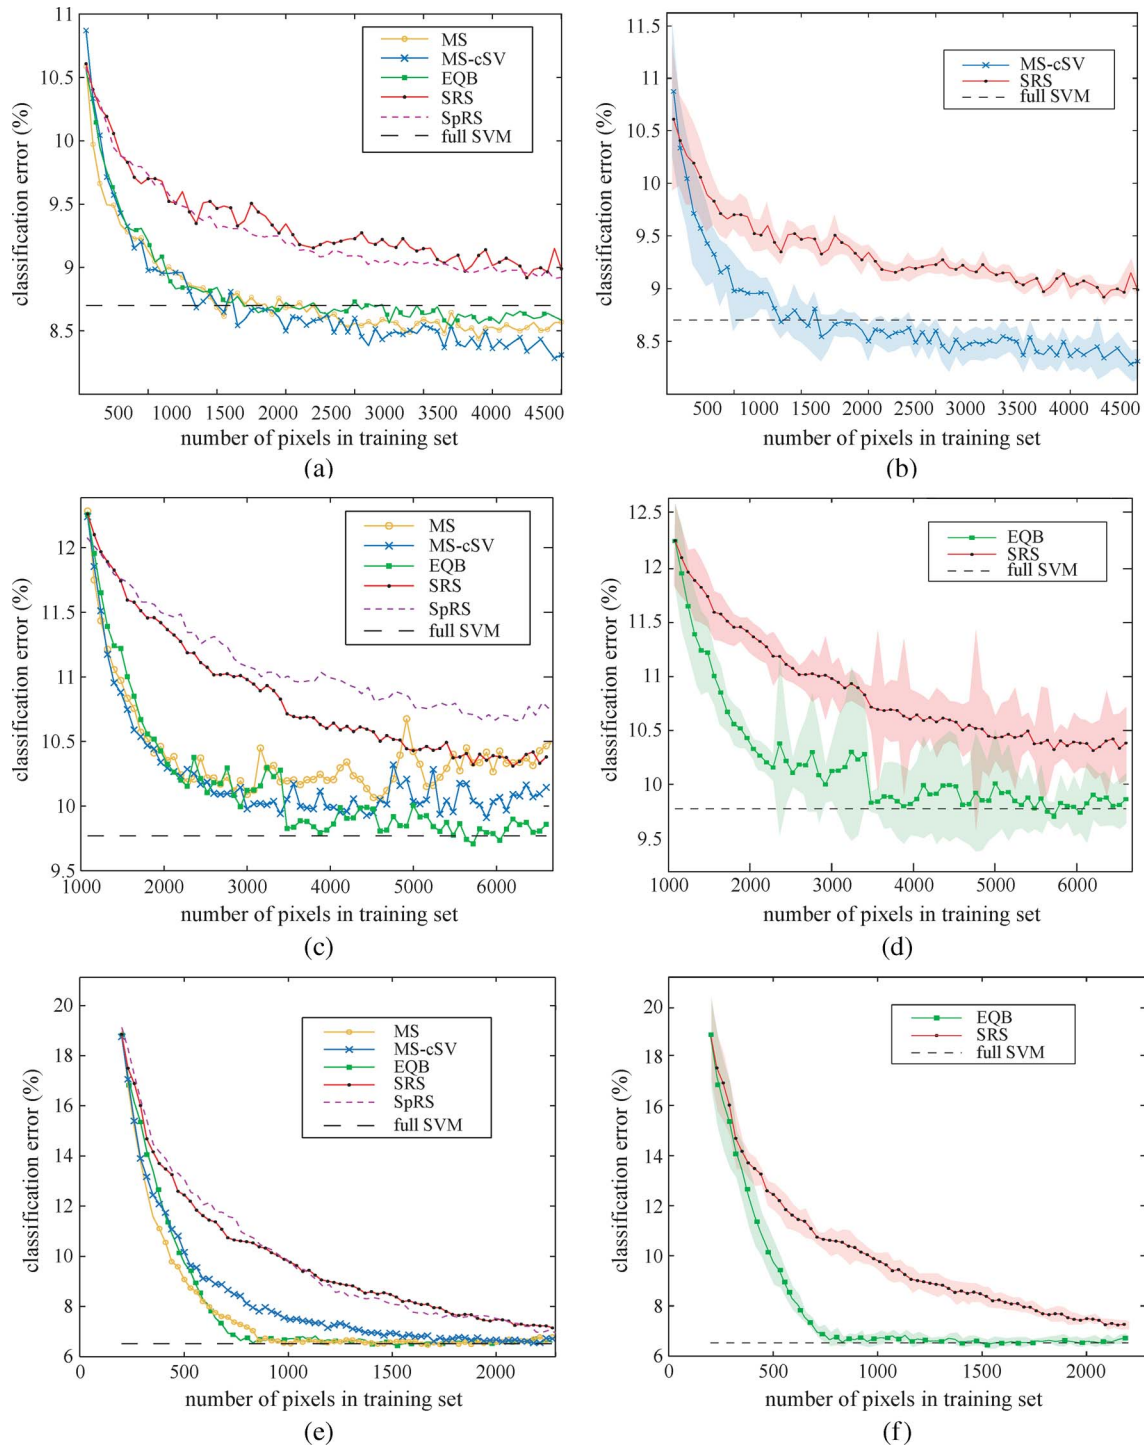 11
10.5
10
9.5
9
8.5
classification error (%)
MS
MS-cSV
EQB
SRS
SpRS
full SVM
500 1000 1500 2000 2500 3000 3500 4000 4500
number of pixels in training set
(a)
11.5
11
10.5
10
9.5
9
8.5
classification error (%)
MS-cSV
SRS
full SVM
500 1000 1500 2000 2500 3000 3500 4000 4500
number of pixels in training set
(b)
12
11.5
11
10.5
10
9.5
classification error (%)
MS
MS-cSV
EQB
SRS
SpRS
full SVM
1000 2000 3000 4000 5000 6000
number of pixels in training set
(c)
12.5
12
11.5
11
10.5
10
9.5
classification error (%)
EQB
SRS
full SVM
1000 2000 3000 4000 5000 6000
number of pixels in training set
(d)
20
18
16
14
12
10
8
6
classification error (%)
MS
MS-cSV
EQB
SRS
SpRS
full SVM
500 1000 1500 2000
number of pixels in training set
(e)
20
18
16
14
12
10
8
6
classification error (%)
EQB
SRS
full SVM
0 500 1000 1500 2000
number of pixels in training set
(f)